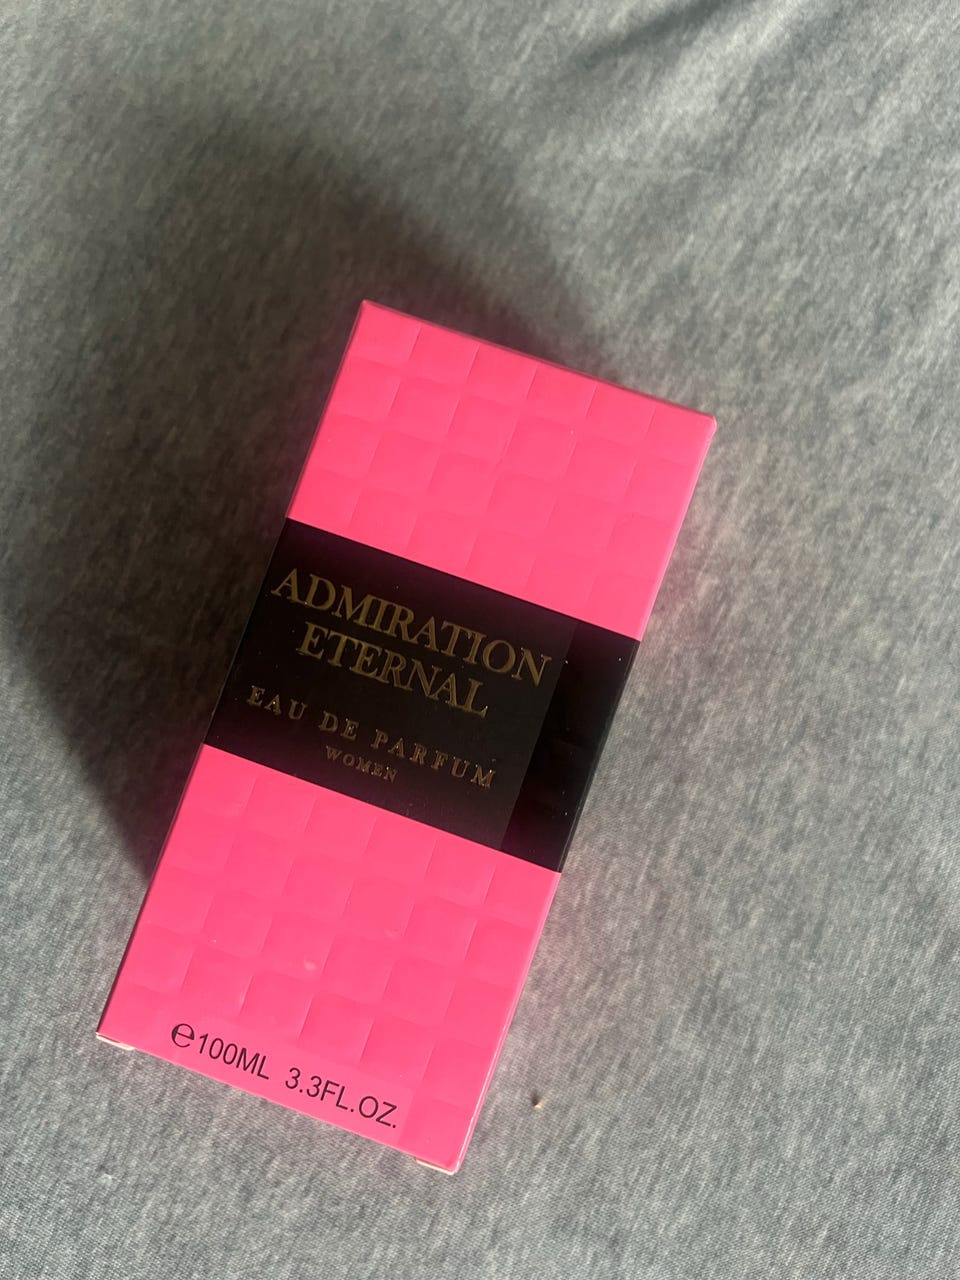 ADMIRATION
ETERNAL
EAU DE PARFUM
WOMEN
℮100ML 3.3FL.OZ.